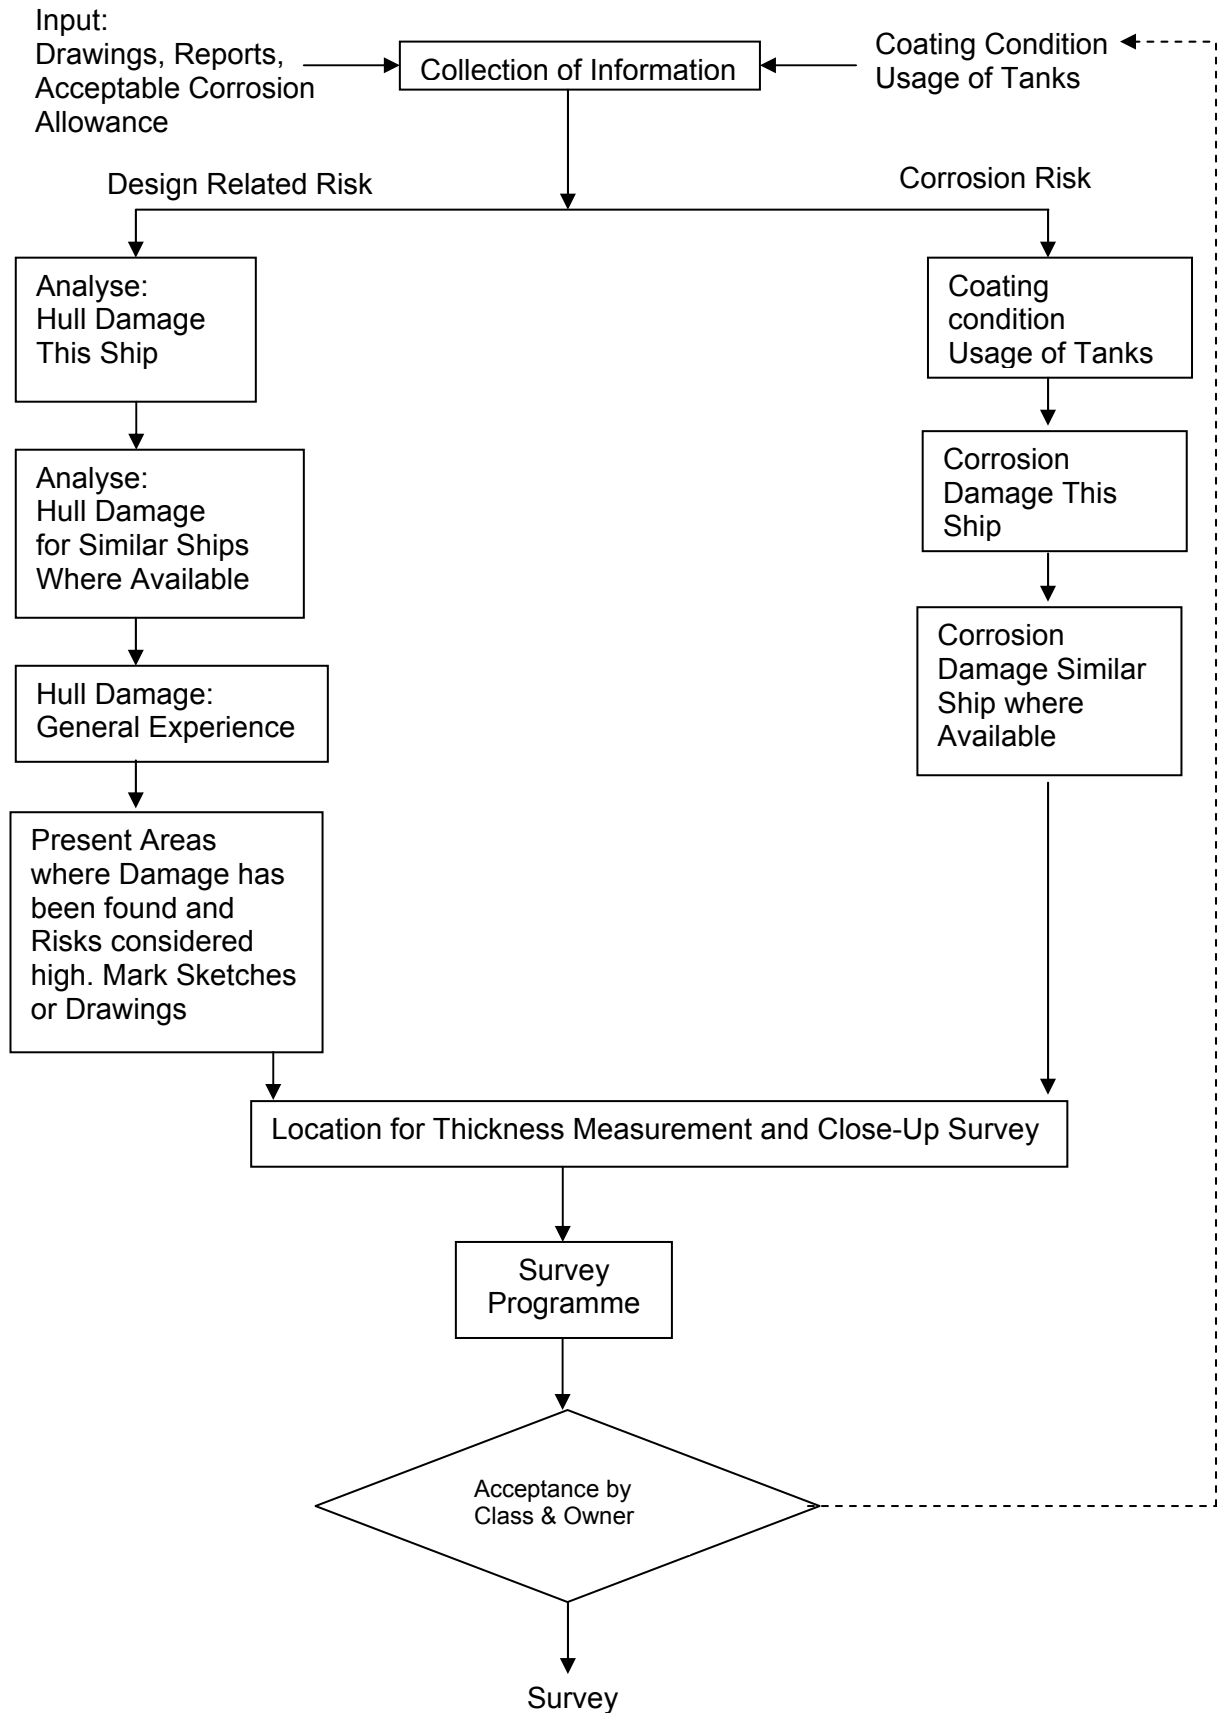 Input:
Drawings, Reports,
Acceptable Corrosion
Allowance
Collection of Information
Coating Condition
Usage of Tanks
Design Related Risk
Corrosion Risk
Analyse:
Hull Damage
This Ship
Analyse:
Hull Damage
for Similar Ships
Where Available
Hull Damage:
General Experience
Present Areas
where Damage has
been found and
Risks considered
high. Mark Sketches
or Drawings
Coating
condition
Usage of Tanks
Corrosion
Damage This
Ship
Corrosion
Damage Similar
Ship where
Available
Location for Thickness Measurement and Close-Up Survey
Survey
Programme
Acceptance by
Class & Owner
Survey